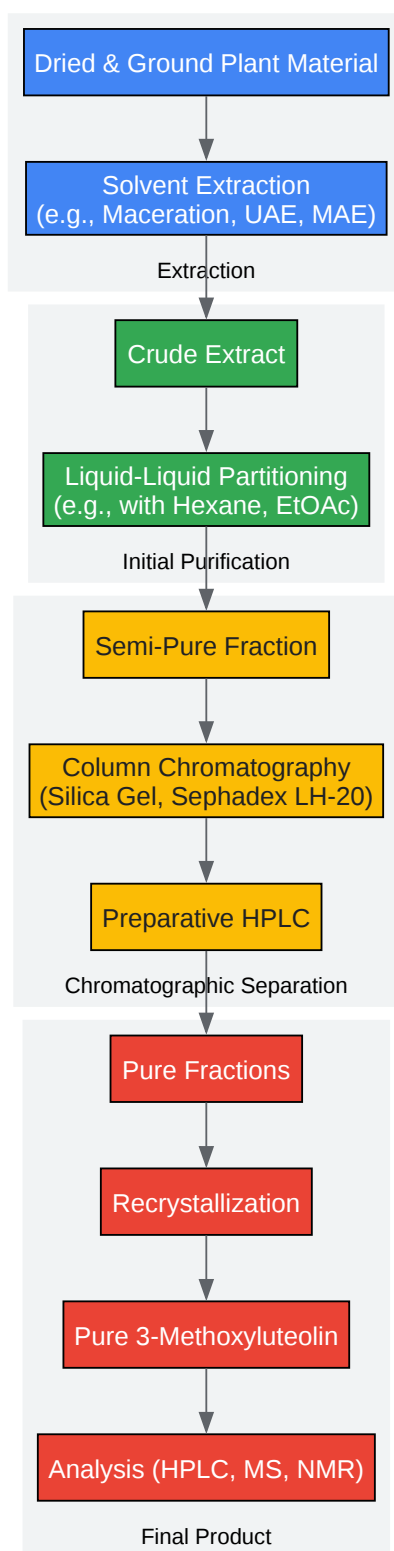 Dried & Ground Plant Material
Solvent Extraction
(e.g., Maceration, UAE, MAE)
Extraction
Crude Extract
Liquid-Liquid Partitioning
(e.g., with Hexane, EtOAc)
Initial Purification
Semi-Pure Fraction
Column Chromatography
(Silica Gel, Sephadex LH-20)
Preparative HPLC
Chromatographic Separation
Pure Fractions
Recrystallization
Pure 3-Methoxyluteolin
Analysis (HPLC, MS, NMR)
Final Product